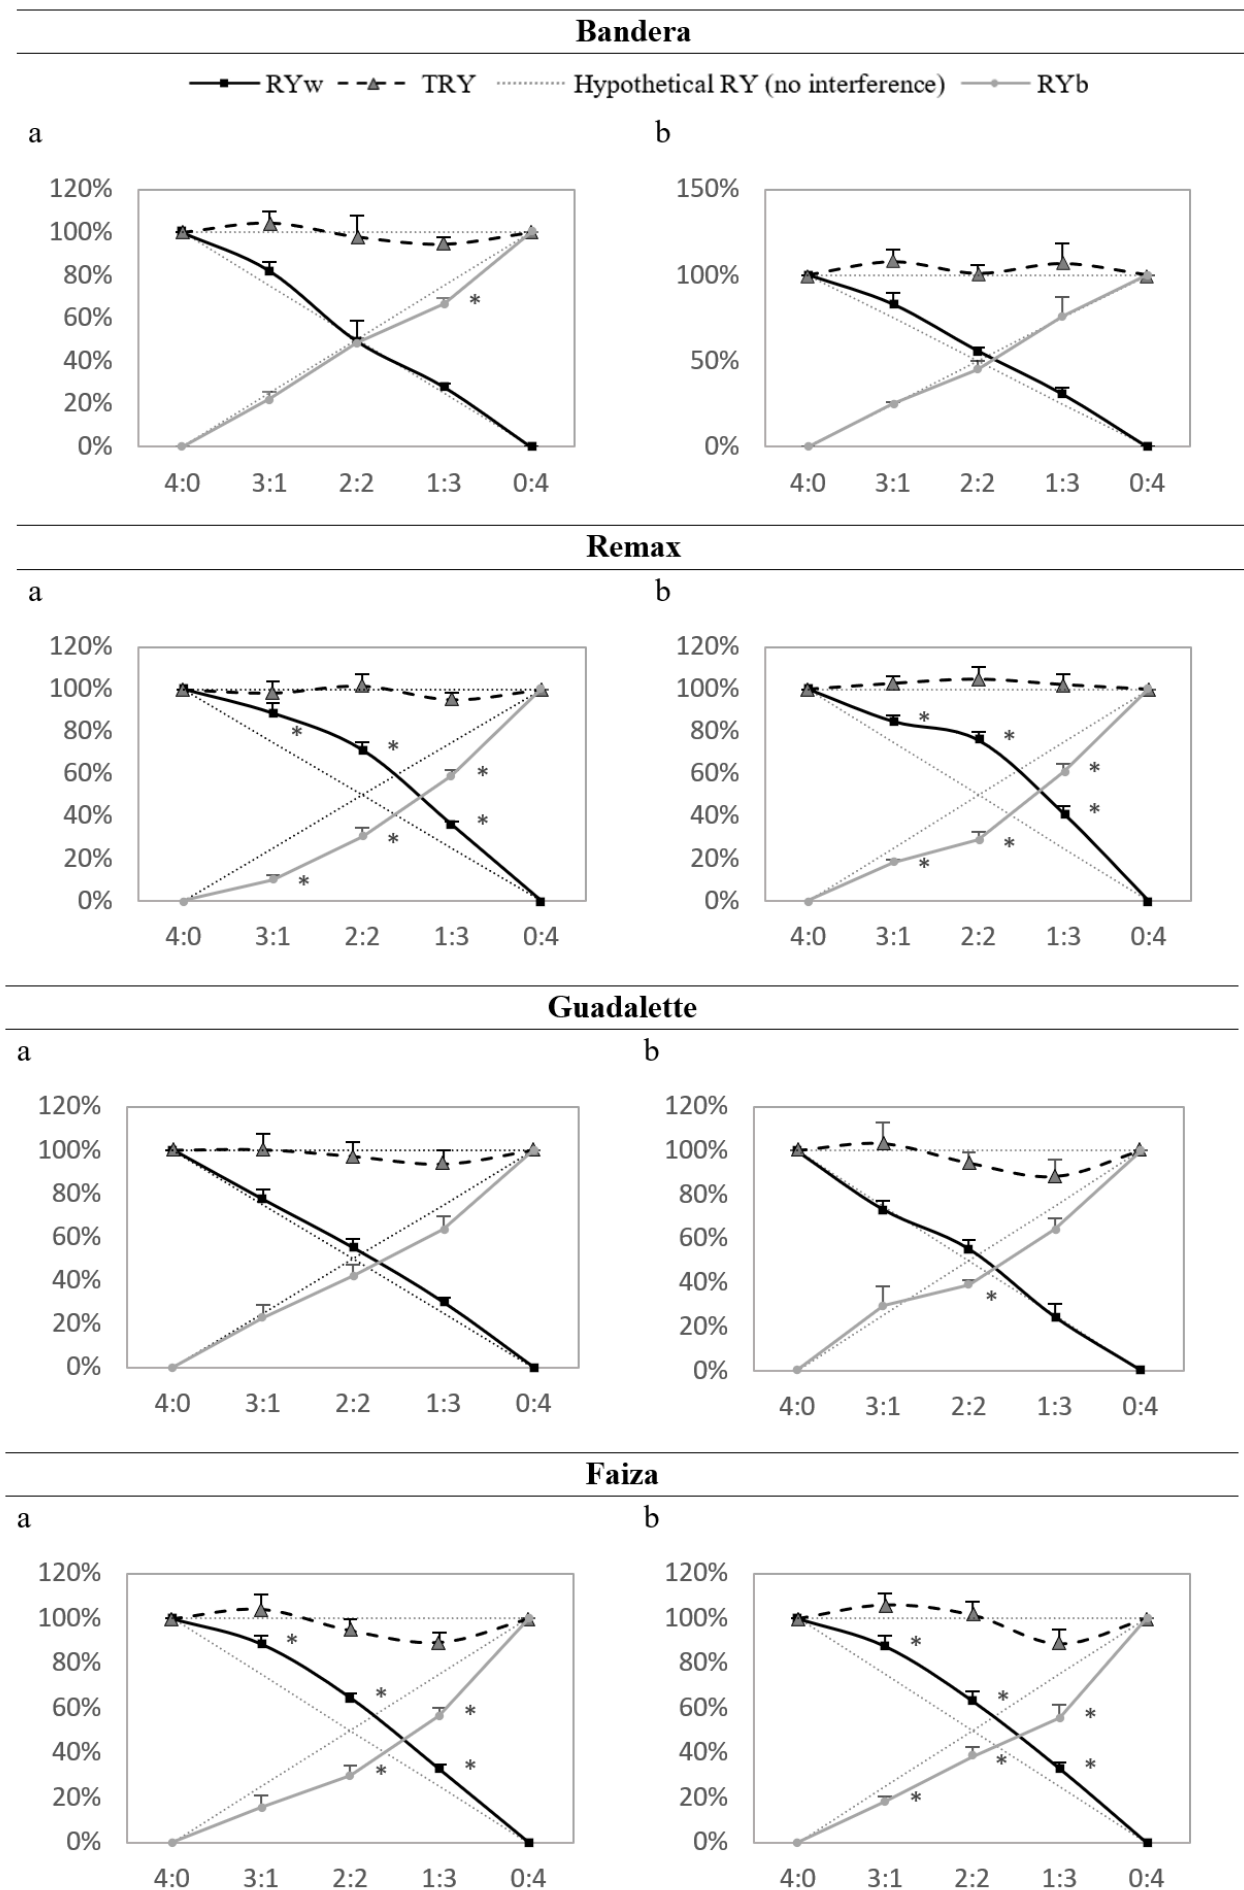 Bandera
RYw TRY Hypothetical RY (no interference) RYb
a b
120% 150%
100%
80% 100%
60% *
40% 50%
20%
0% 0%
4:0 3:1 2:2 1:3 0:4 4:0 3:1 2:2 1:3 0:4
Remax
a b
120% 120%
100% 100%
80% * * 80% * *
60% * 60% *
40% * * 40% * *
20% * 20% *
0% 0%
4:0 3:1 2:2 1:3 0:4 4:0 3:1 2:2 1:3 0:4
Guadalette
a b
120% 120%
100% 100%
80% 80%
60% 60%
40% 40% *
20% 20%
0% 0%
4:0 3:1 2:2 1:3 0:4 4:0 3:1 2:2 1:3 0:4
Faiza
a b
120% 120%
100% 100%
80% * 80% *
60% * * 60% * *
40% * * 40% * *
20% 20% *
0% 0%
4:0 3:1 2:2 1:3 0:4 4:0 3:1 2:2 1:3 0:4